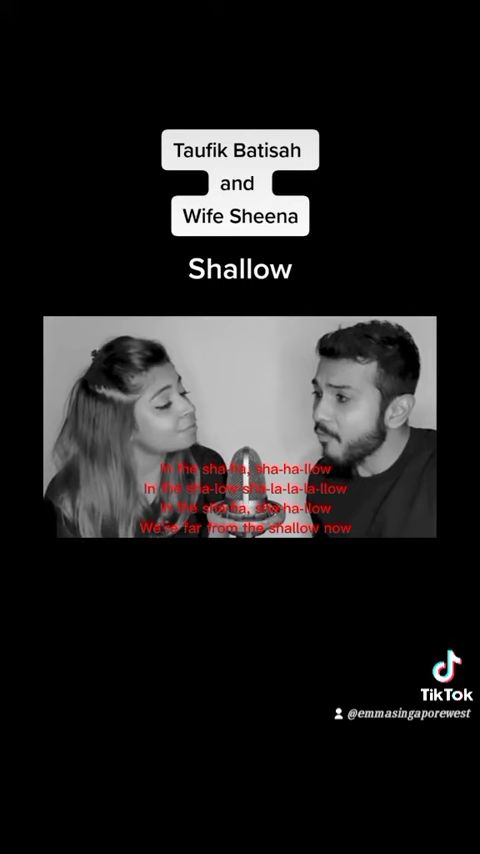 Taufik Batisah
and
Wife Sheena
Shallow
In the sha-ha, sha-ha-llow
In the sha-low-sha-la-la-la-llow
In the sha-ha, sha-ha-llow
We're far from the shallow now
TikTok
@emmasingaporewest